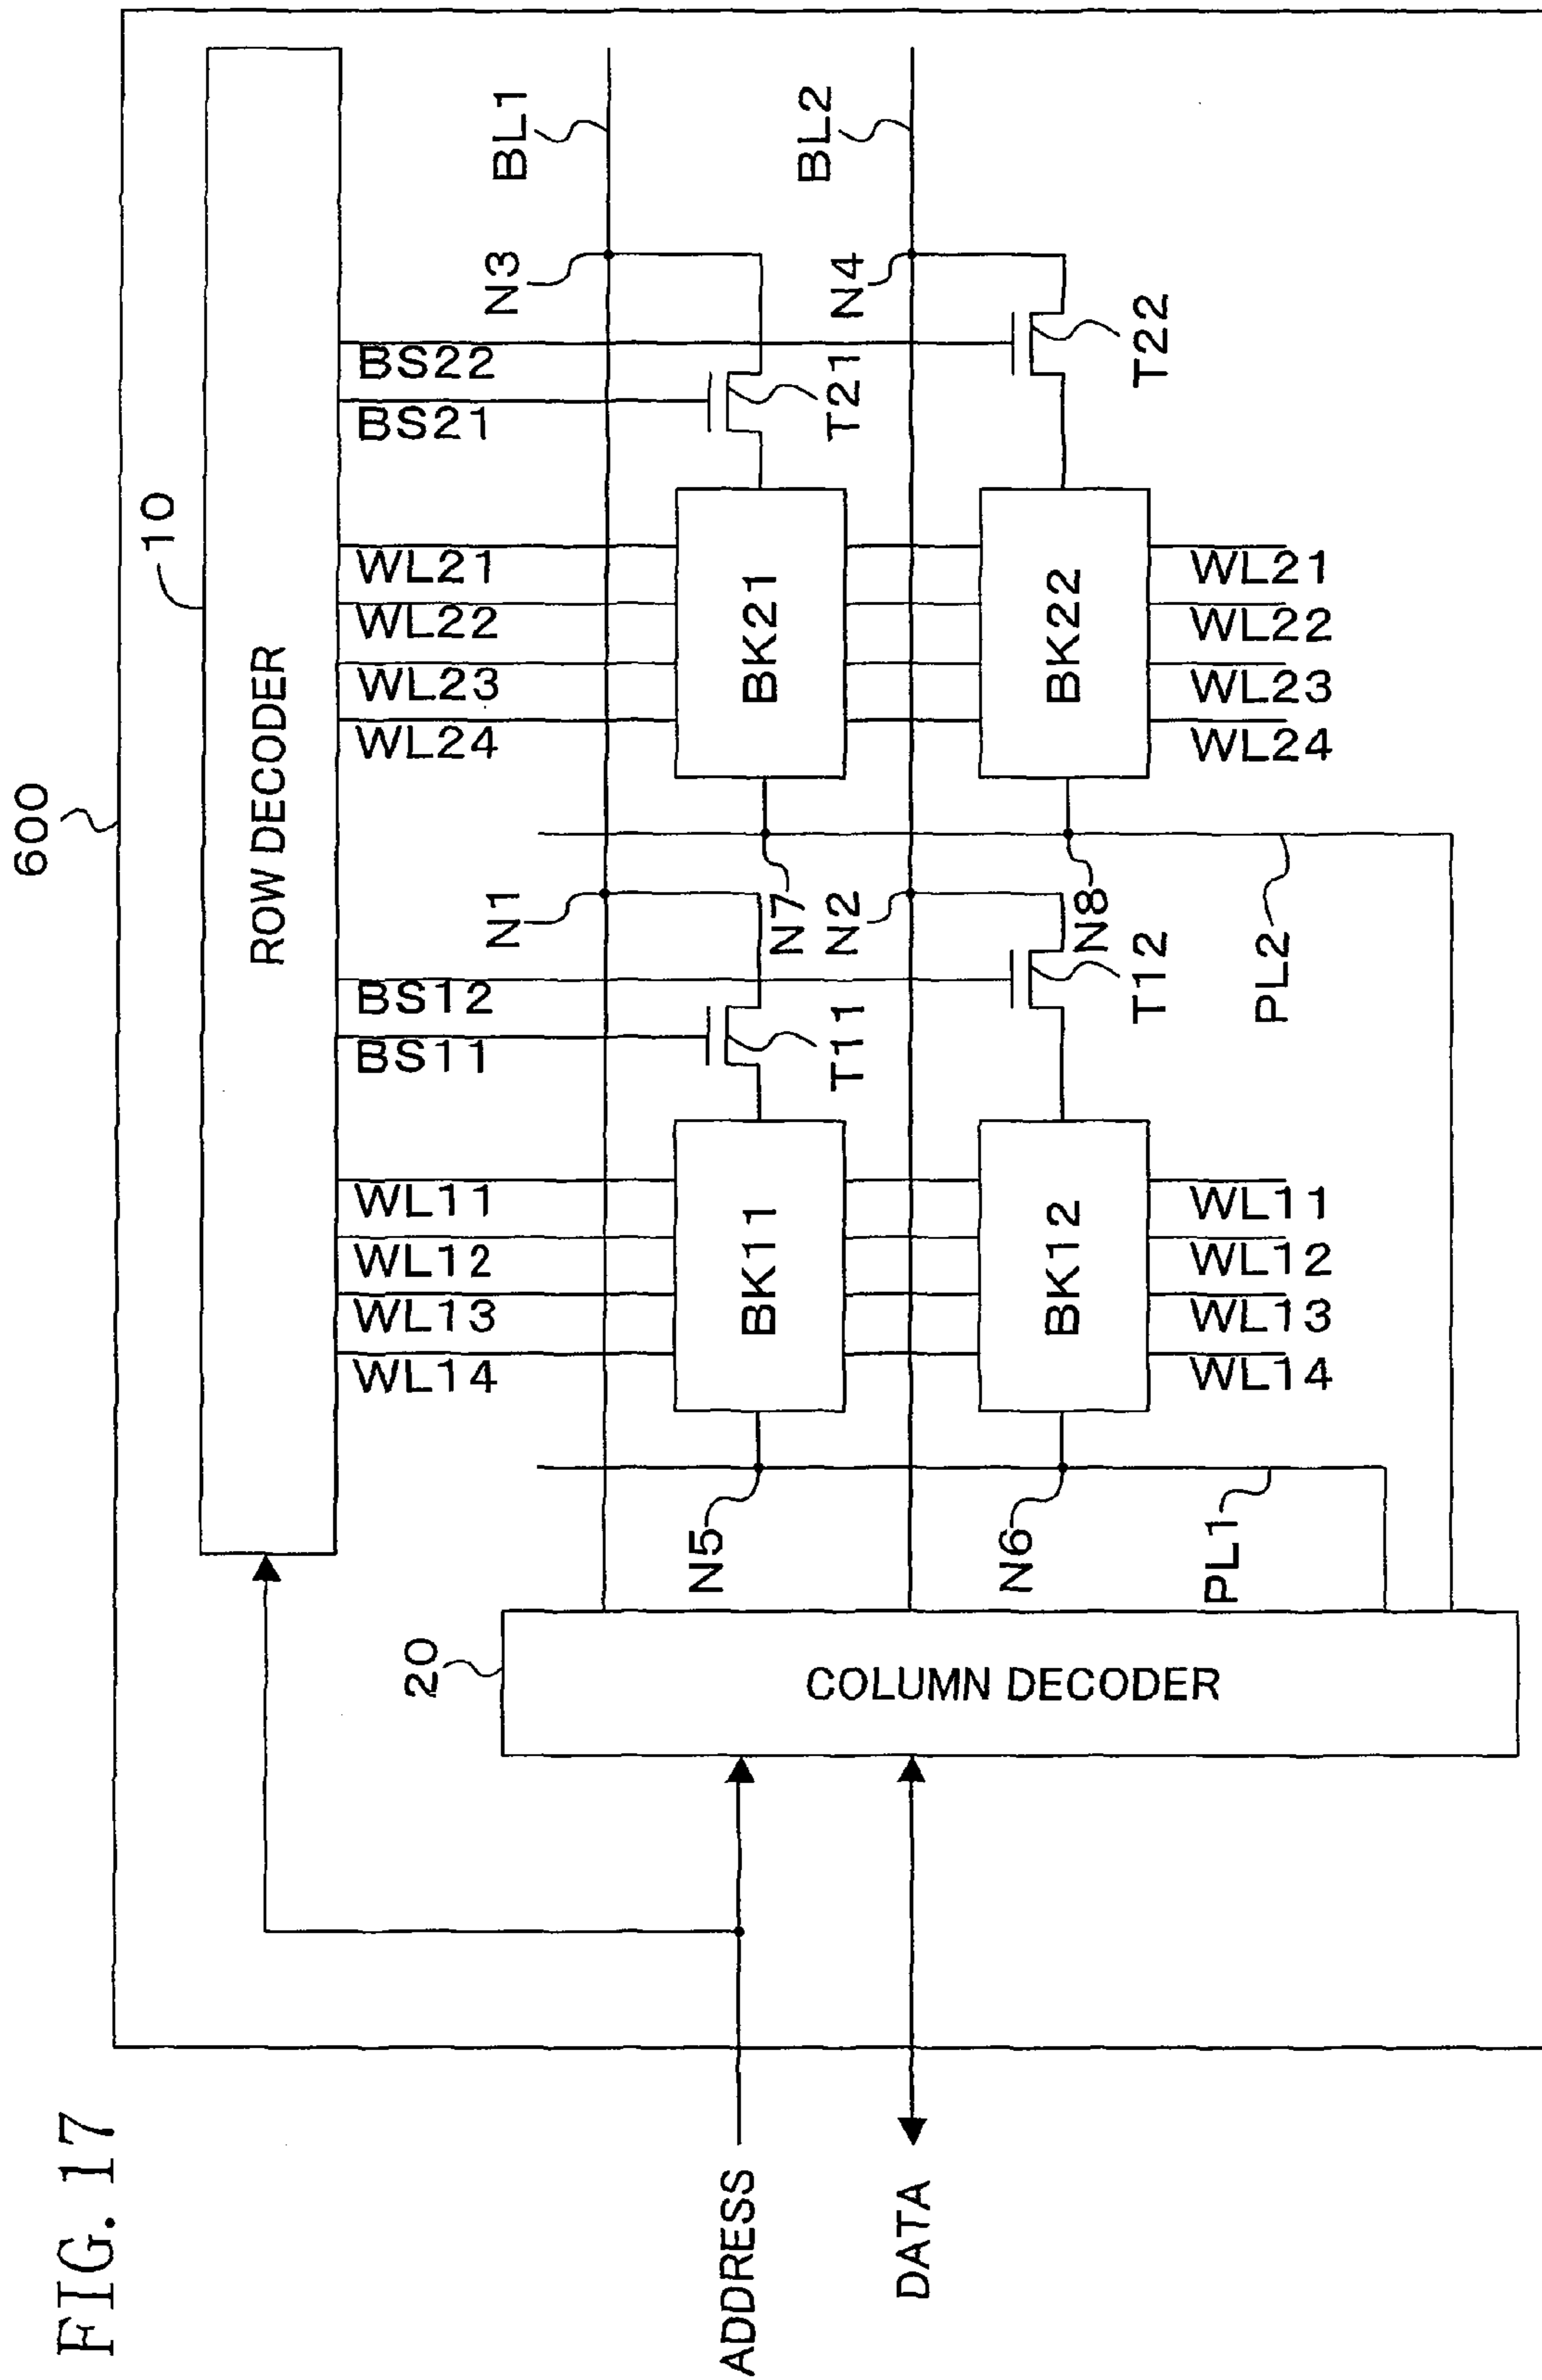 FIG. 17
600
10
ROW DECODER
WL14
WL13
WL12
WL11
BS11
BS12
WL24
WL23
WL22
WL21
BS21
BS22
BL1
N1
N3
BK11
T11
BK21
T21
N5
N7
BL2
N2
N4
BK12
T12
BK22
T22
N6
N8
WL14
WL13
WL12
WL11
WL24
WL23
WL22
WL21
PL1
PL2
20
COLUMN DECODER
ADDRESS
DATA